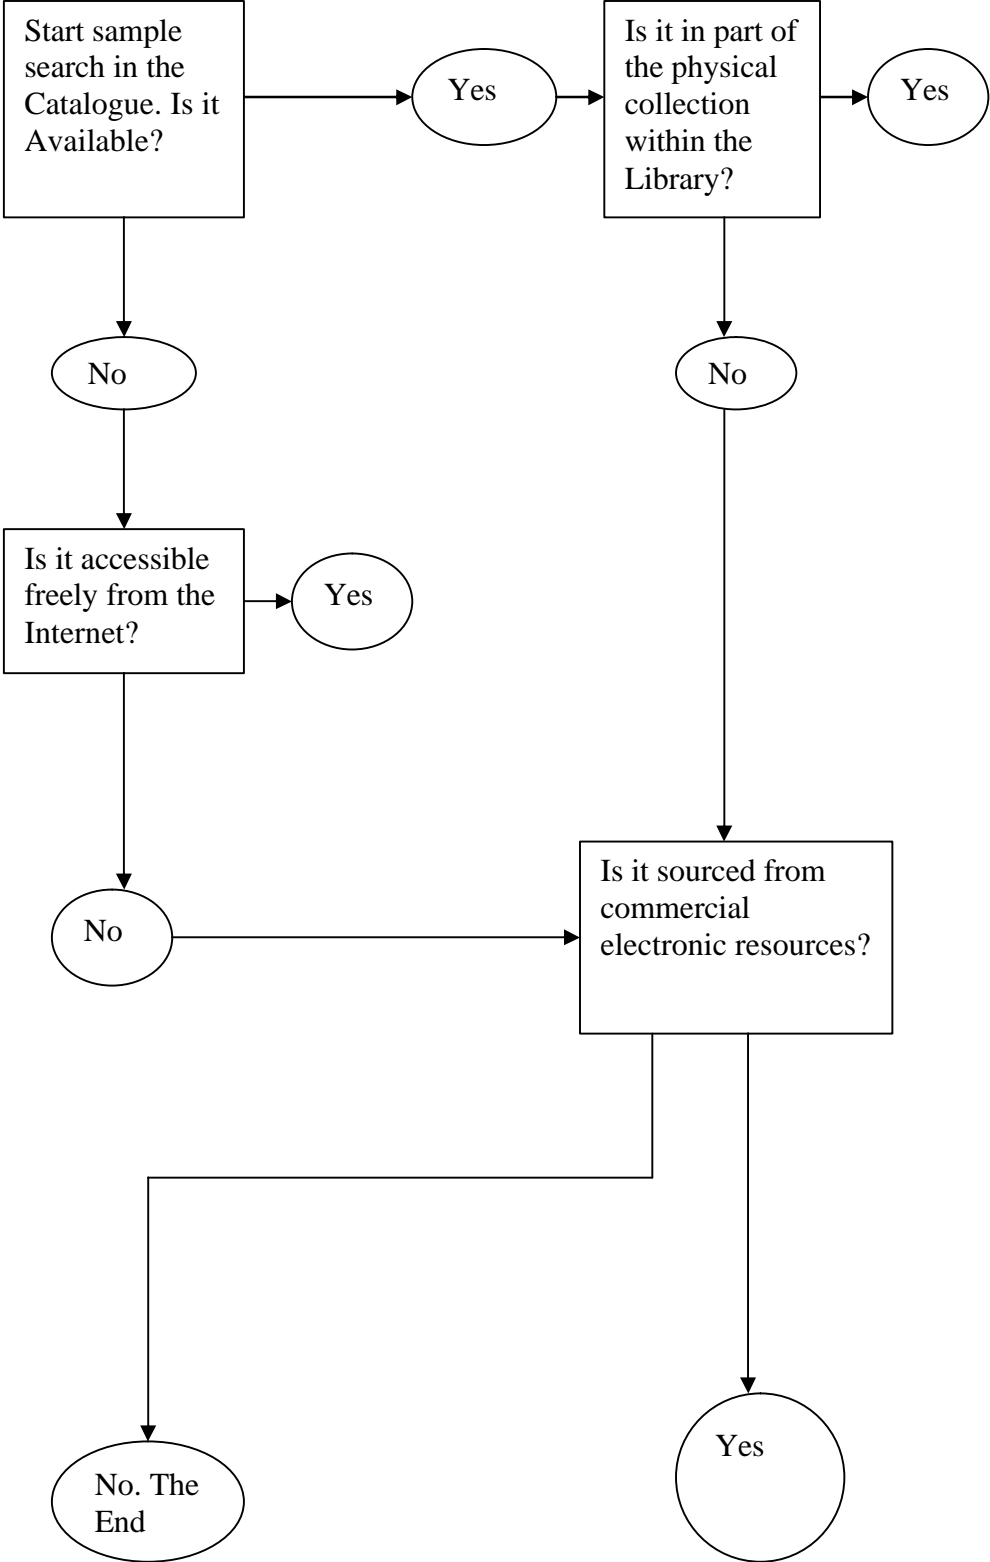 Start sample
search in the
Catalogue. Is it
Available?
Yes
Is it in part of
the physical
collection
within the
Library?
Yes
No
No
Is it accessible
freely from the
Internet?
Yes
No
Is it sourced from
commercial
electronic resources?
No. The
End
Yes